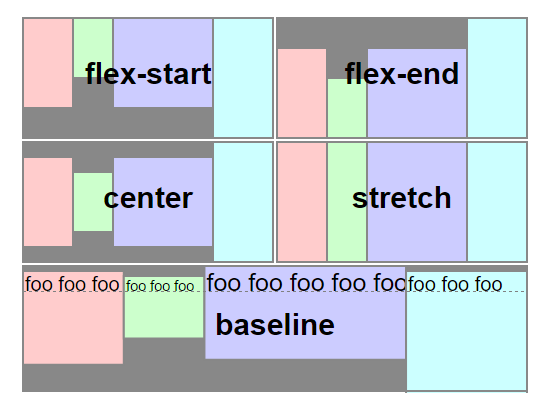 flex-start
flex-end
center
stretch
foo foo foo
foo foo foo
foo foo foo foo foo
foo foo foo
baseline